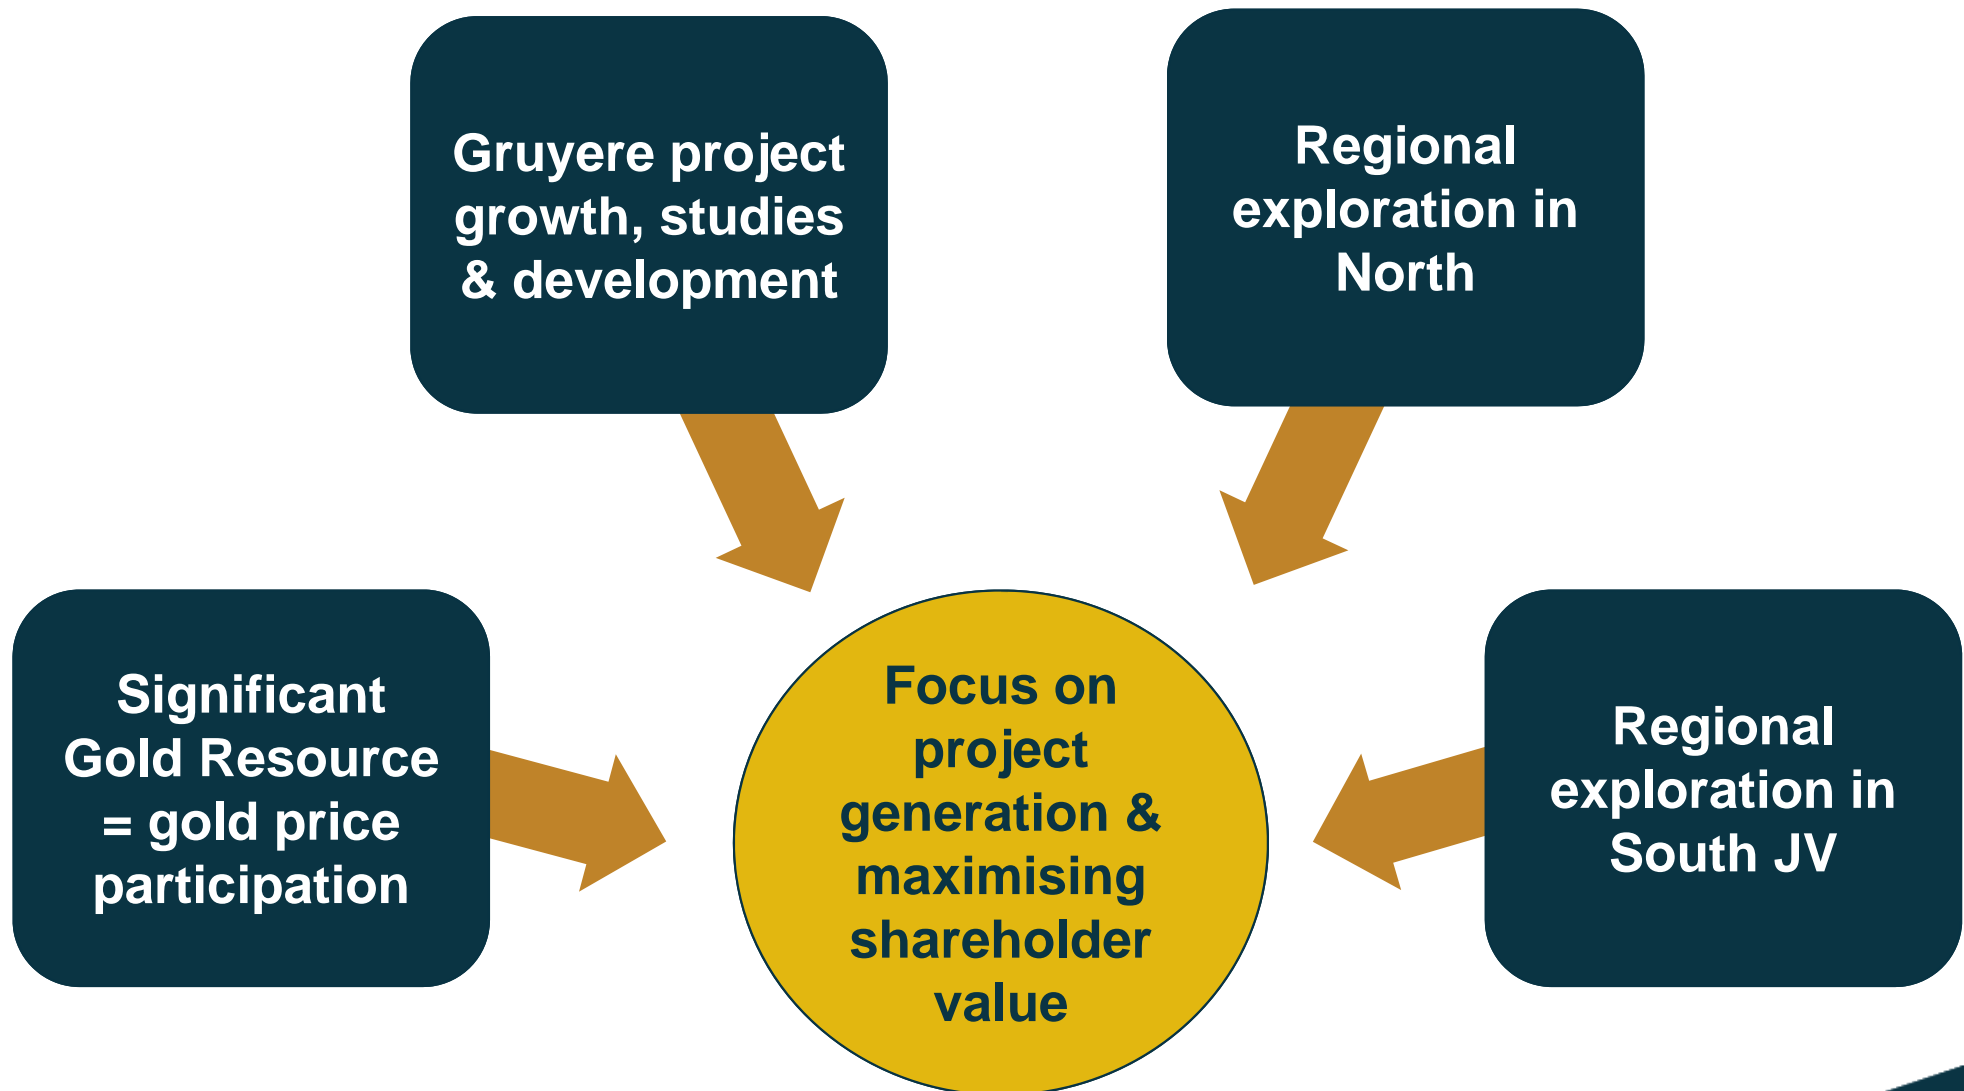 Gruyere project
growth, studies
& development
Regional
exploration in
North
Significant
Gold Resource
= gold price
participation
Focus on
project
generation &
maximising
shareholder
value
Regional
exploration in
South JV